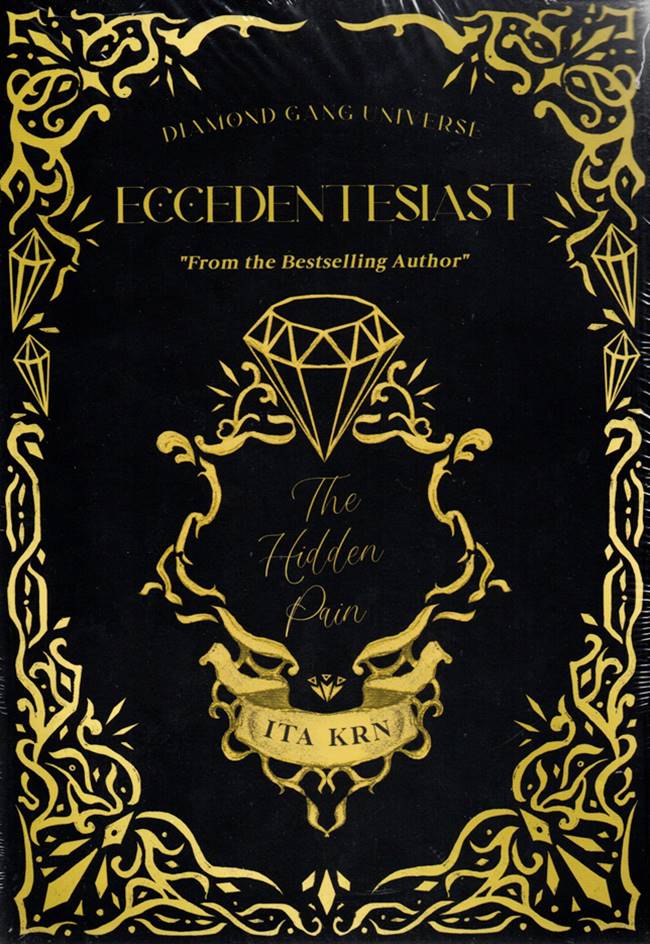 DIAMOND GANG UNIVERSE
ECCEDENTESIAST
"From the Bestselling Author"
The
Hidden
Pain
ITA KRN